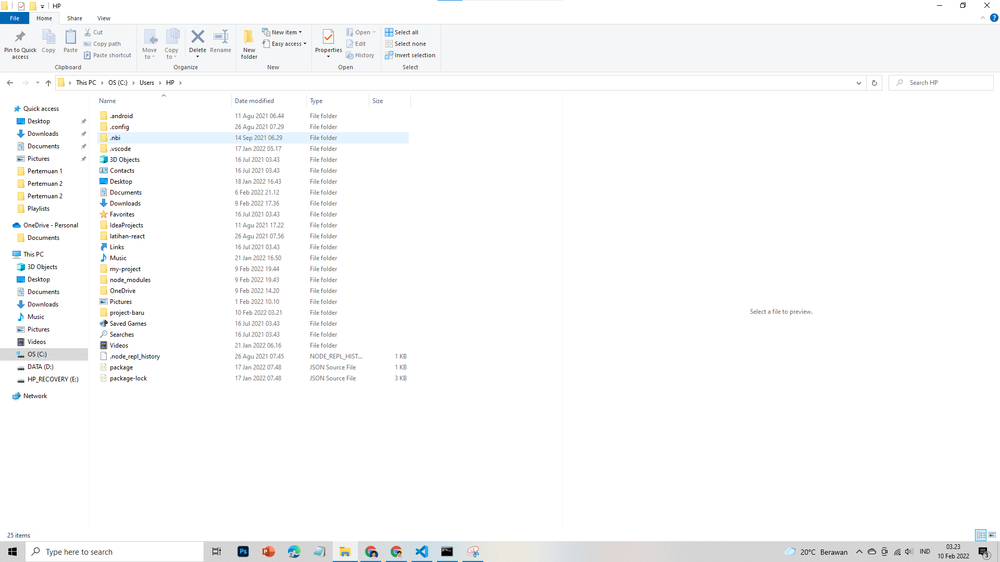 HP
File Home Share View
Pin to Quick access
Copy
Paste
Cut
Copy path
Paste shortcut
Clipboard
Move to
Copy to
Delete
Rename
Organize
New folder
New item
Easy access
New
Properties
Open
Edit
History
Open
Select all
Select none
Invert selection
Select
This PC OS (C:) Users HP
Search HP
Quick access
Desktop
Downloads
Documents
Pictures
Pertemuan 1
Pertemuan 2
Pertemuan 2
Playlists
OneDrive - Personal
Documents
This PC
3D Objects
Desktop
Documents
Downloads
Music
Pictures
Videos
OS (C:)
DATA (D:)
HP_RECOVERY (E:)
Network
Name Date modified Type Size
.android 11 Agu 2021 06.44 File folder
.config 26 Agu 2021 07.29 File folder
.nbi 14 Sep 2021 06.29 File folder
.vscode 17 Jan 2022 05.17 File folder
3D Objects 16 Jul 2021 03.43 File folder
Contacts 16 Jul 2021 03.43 File folder
Desktop 18 Jan 2022 16.43 File folder
Documents 6 Feb 2022 21.12 File folder
Downloads 9 Feb 2022 17.36 File folder
Favorites 16 Jul 2021 03.43 File folder
IdeaProjects 11 Agu 2021 17.22 File folder
latihan-react 26 Agu 2021 07.56 File folder
Links 16 Jul 2021 03.43 File folder
Music 21 Jan 2022 16.50 File folder
my-project 9 Feb 2022 19.44 File folder
node_modules 9 Feb 2022 19.43 File folder
OneDrive 9 Feb 2022 14.20 File folder
Pictures 1 Feb 2022 10.10 File folder
project-baru 10 Feb 2022 03.21 File folder
Saved Games 16 Jul 2021 03.43 File folder
Searches 16 Jul 2021 03.43 File folder
Videos 21 Jan 2022 06.16 File folder
.node_repl_history 26 Agu 2021 07.45 NODE_REPL_HIST... 1 KB
package 17 Jan 2022 07.48 JSON Source File 1 KB
package-lock 17 Jan 2022 07.48 JSON Source File 3 KB
Select a file to preview.
25 items
Type here to search
Ps
20°C Berawan
IND
03.23
10 Feb 2022
3